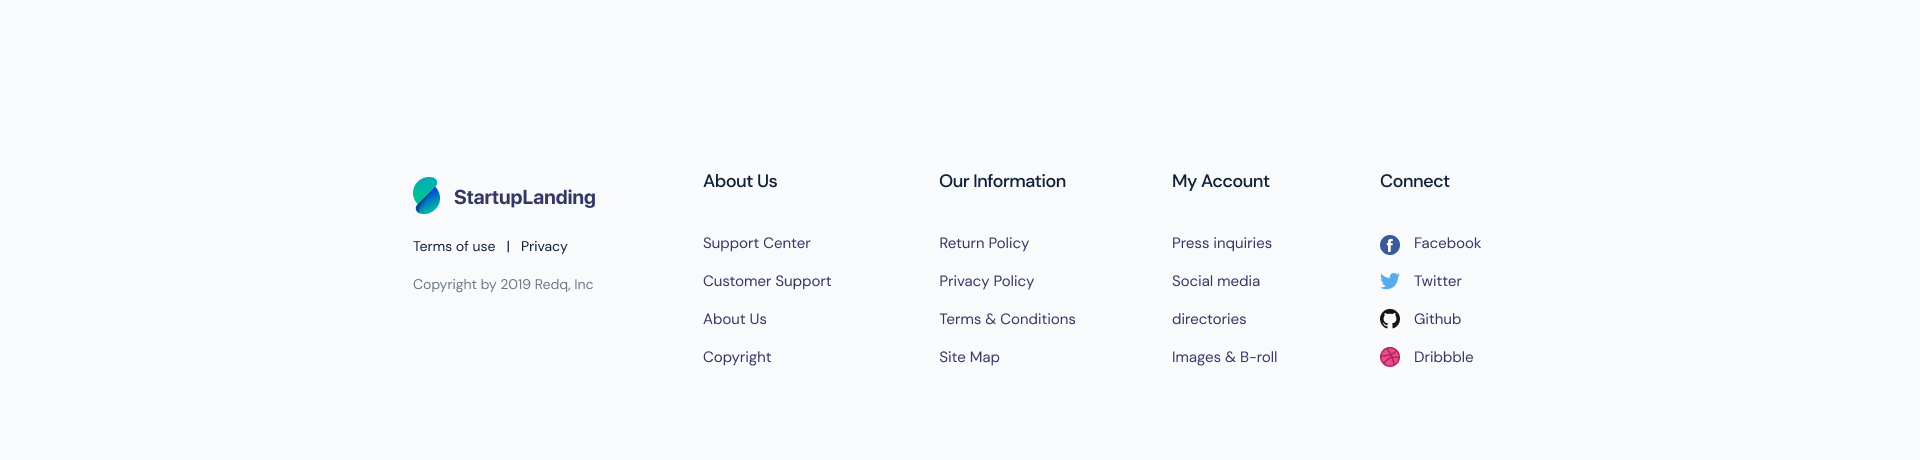 StartupLanding
Terms of use | Privacy
Copyright by 2019 Redq, Inc
About Us
Support Center
Customer Support
About Us
Copyright
Our Information
Return Policy
Privacy Policy
Terms & Conditions
Site Map
My Account
Press inquiries
Social media
directories
Images & B-roll
Connect
Facebook
Twitter
Github
Dribbble